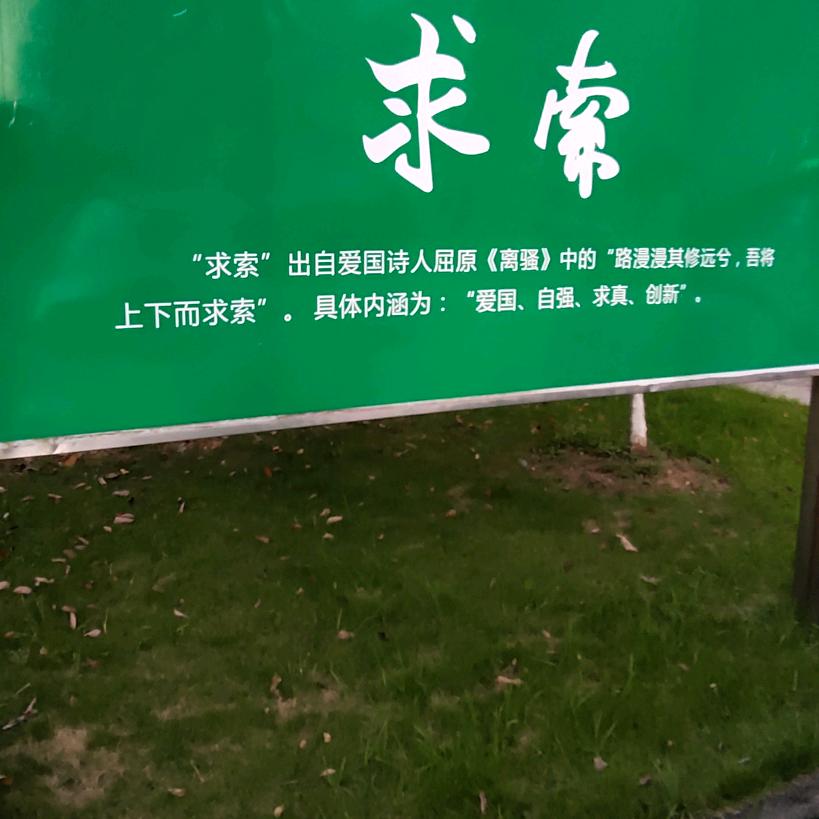 求索
“求索”出自爱国诗人屈原《离骚》中的“路漫漫其修远兮，吾将
上下而求索”。具体内涵为：“爱国、自强、求真、创新”。